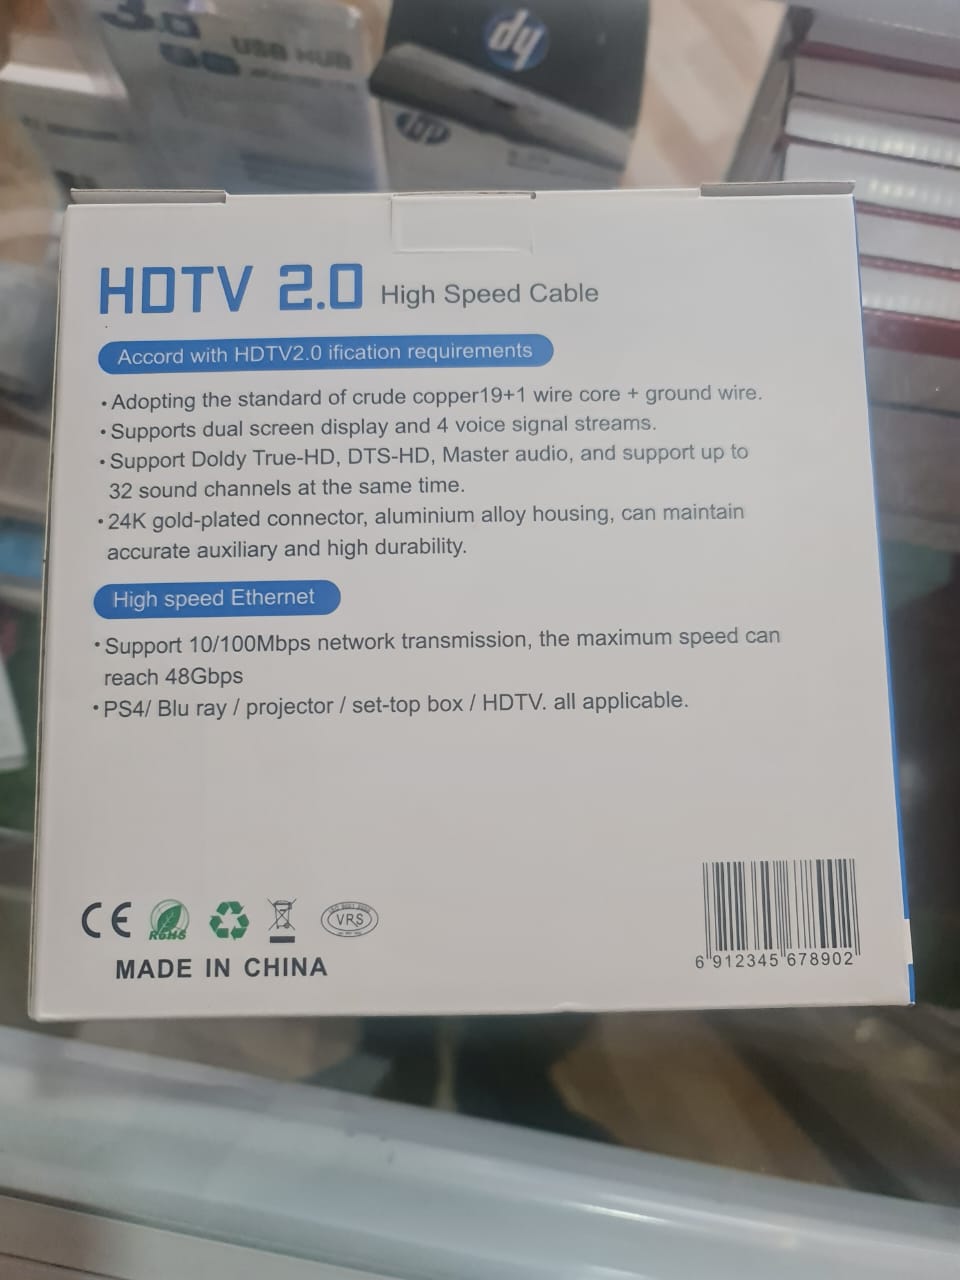 3.0
USB HUB
hp
hp
HDTV 2.0 High Speed Cable
Accord with HDTV2.0 ification requirements
• Adopting the standard of crude copper19+1 wire core + ground wire.
• Supports dual screen display and 4 voice signal streams.
• Support Doldy True-HD, DTS-HD, Master audio, and support up to
32 sound channels at the same time.
• 24K gold-plated connector, aluminium alloy housing, can maintain
accurate auxiliary and high durability.
High speed Ethernet
• Support 10/100Mbps network transmission, the maximum speed can
reach 48Gbps
• PS4/ Blu ray / projector / set-top box / HDTV. all applicable.
CE RoHS VRS
MADE IN CHINA
6 912345 678902